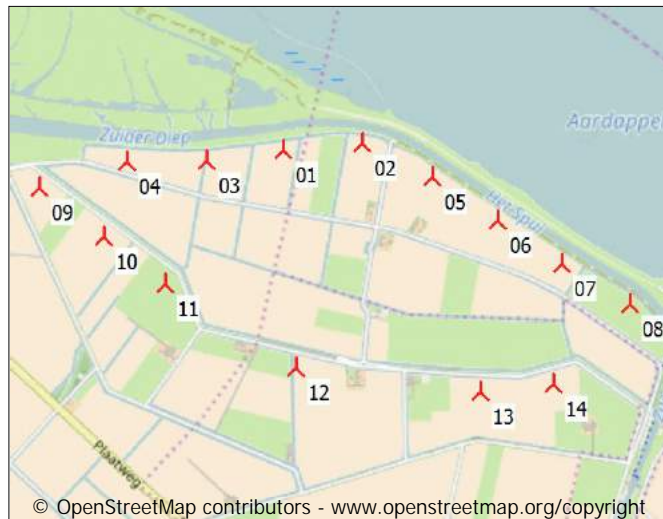 Zuider Diep
Aardappe
01
02
04
03
05
09
Het Spui
06
10
07
11
08
12
13
14
Plaatweg
© OpenStreetMap contributors - www.openstreetmap.org/copyright